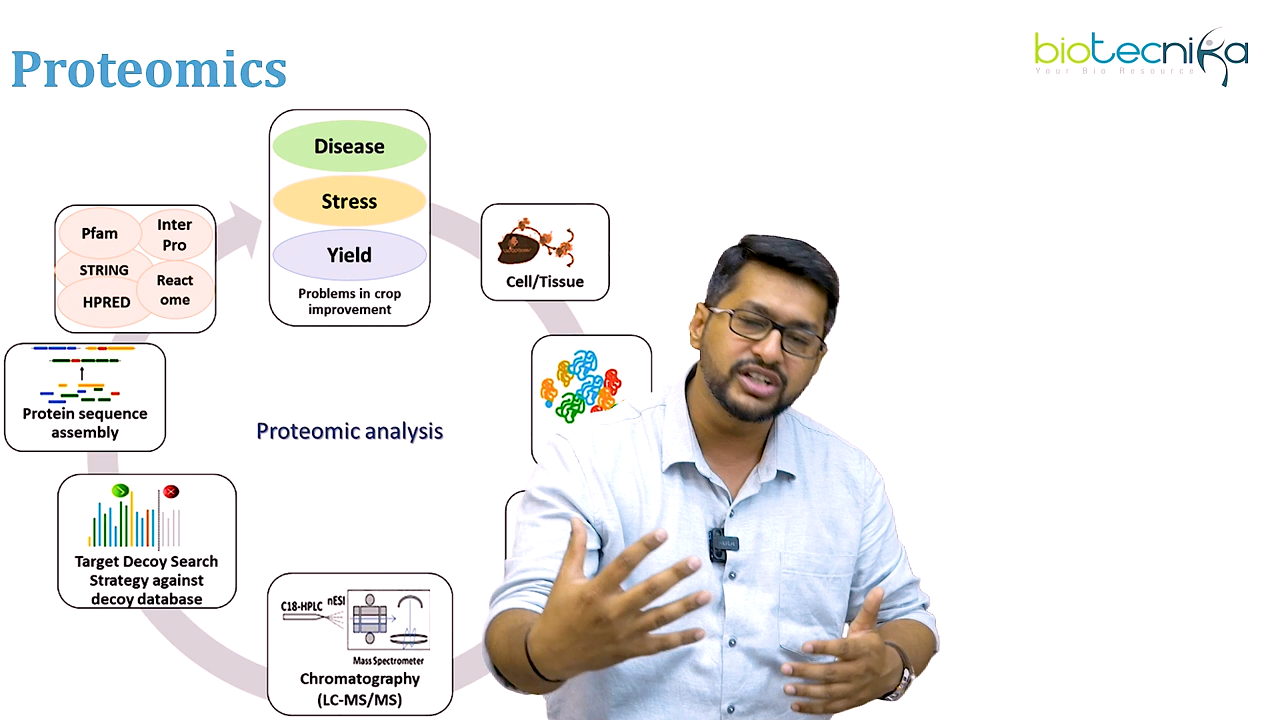 Proteomics
biotecnika
Your Bio Resource
Disease
Stress
Yield
Problems in crop
improvement
Cell/Tissue
Chromatography
(LC-MS/MS)
C18-HPLC
nESI
Mass Spectrometer
Target Decoy Search
Strategy against
decoy database
Protein sequence
assembly
Pfam
Inter
Pro
STRING
React
ome
HPRED
Proteomic analysis